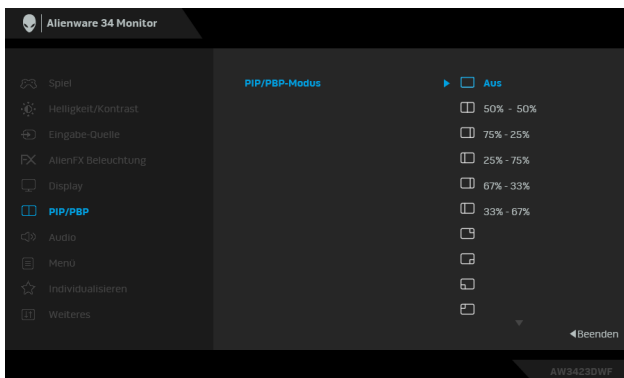 Alienware 34 Monitor
Spiel
Helligkeit/Kontrast
Eingabe-Quelle
AlienFX Beleuchtung
Display
PIP/PBP
Audio
Menü
Individualisieren
Weiteres
PIP/PBP-Modus
Aus
50% - 50%
75% - 25%
25% - 75%
67% - 33%
33% - 67%
Beenden
AW3423DWF